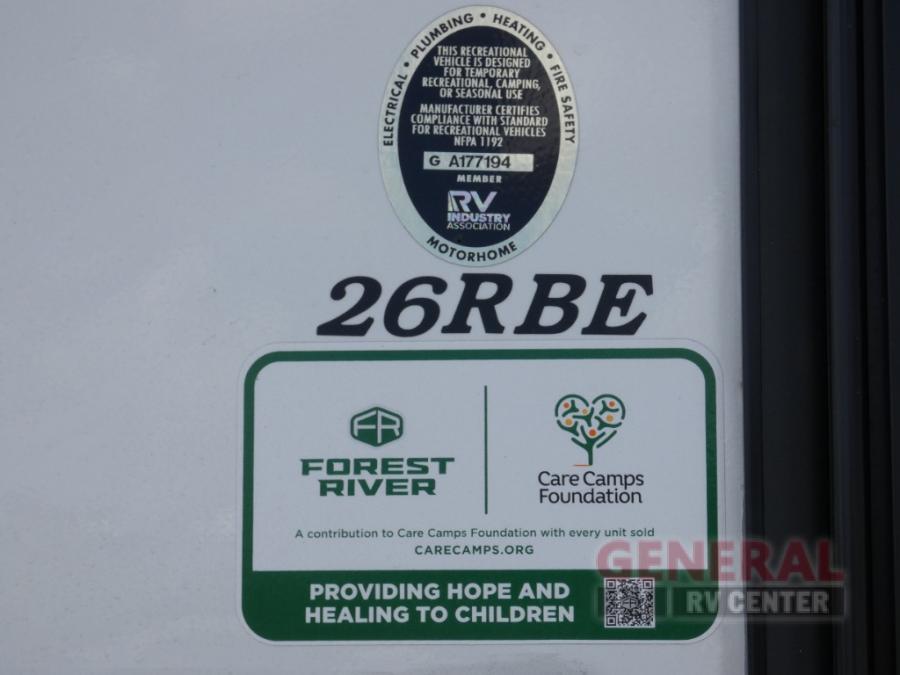 ELECTRICAL • PLUMBING • HEATING • FIRE SAFETY
THIS RECREATIONAL
VEHICLE IS DESIGNED
FOR TEMPORARY
RECREATIONAL, CAMPING,
OR SEASONAL USE
MANUFACTURER CERTIFIES
COMPLIANCE WITH STANDARD
FOR RECREATIONAL VEHICLES
NFPA 1192
G A177194
MEMBER
RV
INDUSTRY
ASSOCIATION
MOTORHOME
26RBE
FR
FOREST
RIVER
Care Camps
Foundation
A contribution to Care Camps Foundation with every unit sold
CARECAMPS.ORG
PROVIDING HOPE AND
HEALING TO CHILDREN
GENERAL
RV CENTER